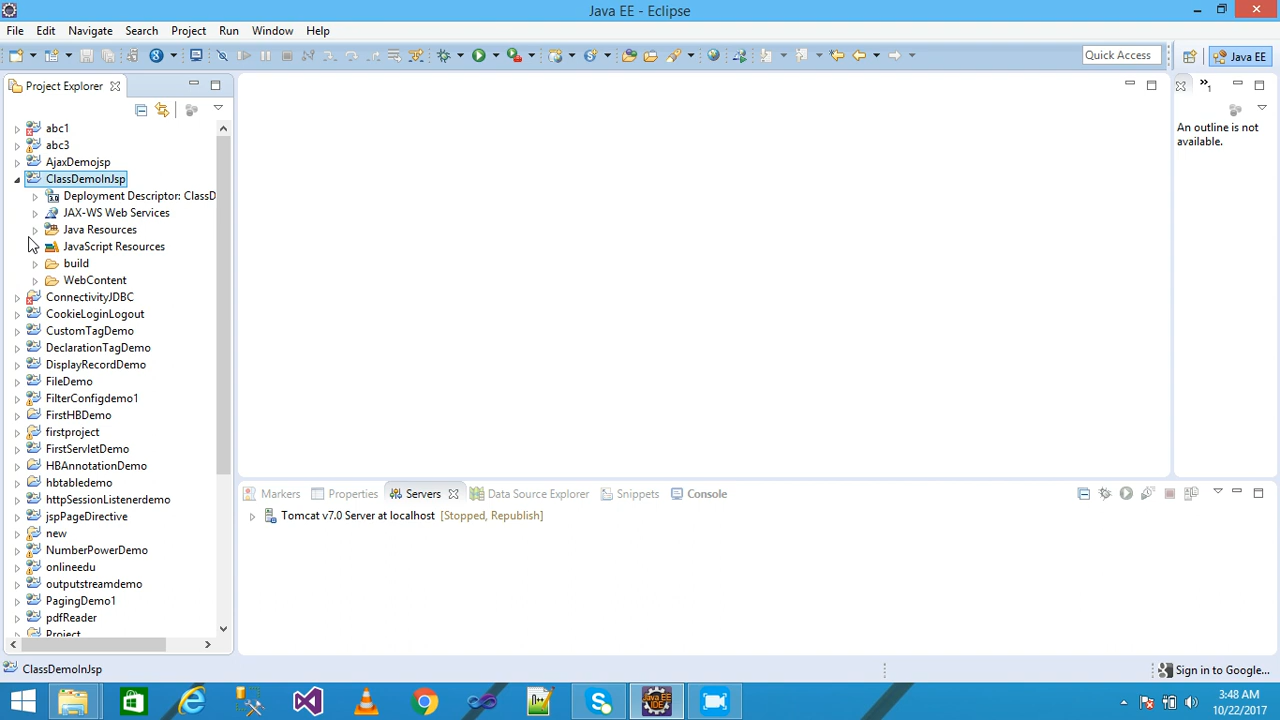 Java EE - Eclipse
File Edit Navigate Search Project Run Window Help
Quick Access
Java EE
Project Explorer
1
abc1
abc3
AjaxDemojsp
ClassDemoInJsp
Deployment Descriptor: ClassD
JAX-WS Web Services
Java Resources
JavaScript Resources
build
WebContent
ConnectivityJDBC
CookieLoginLogout
CustomTagDemo
DeclarationTagDemo
DisplayRecordDemo
FileDemo
FilterConfigdemo1
FirstHBDemo
firstproject
FirstServletDemo
HBAnnotationDemo
hbtabledemo
httpSessionListenerdemo
jspPageDirective
new
NumberPowerDemo
onlineedu
outputstreamdemo
PagingDemo1
pdfReader
Project
An outline is not
available.
Markers Properties Servers Data Source Explorer Snippets Console
Tomcat v7.0 Server at localhost [Stopped, Republish]
ClassDemoInJsp
Sign in to Google...
Java EE
IDE
3:48 AM
10/22/2017